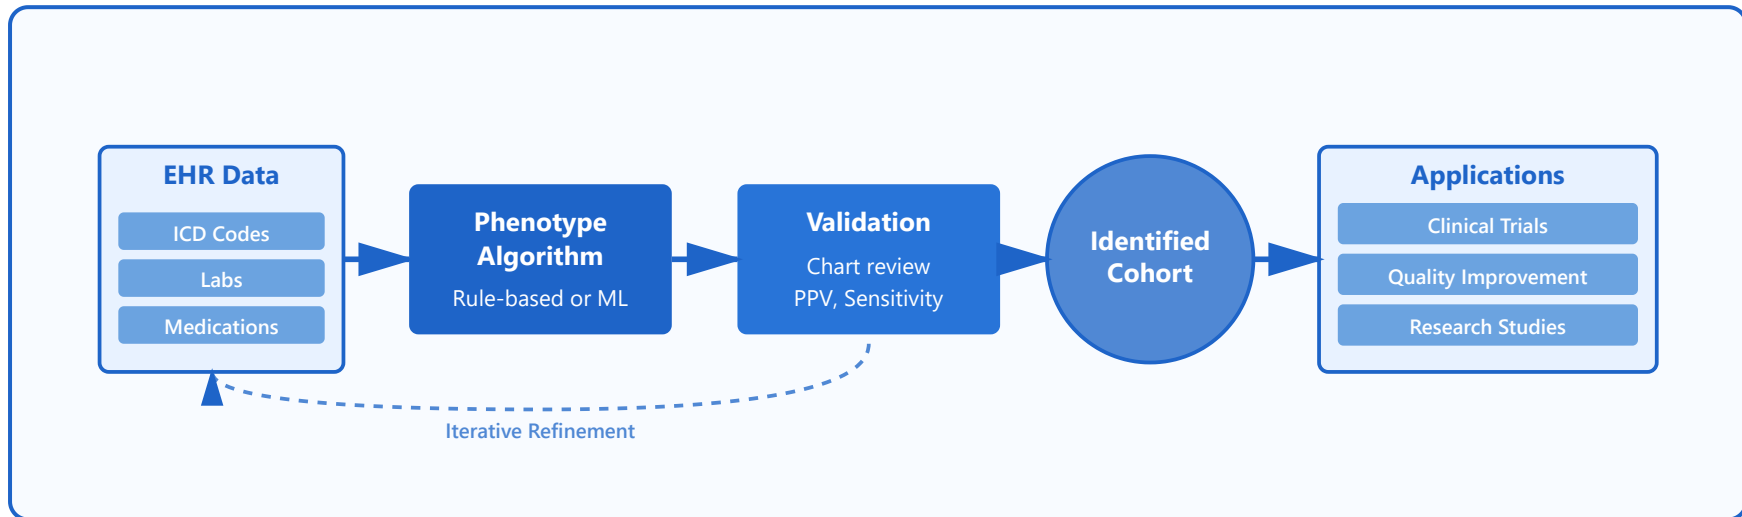 EHR Data
ICD Codes
Labs
Medications
Phenotype
Algorithm
Rule-based or ML
Validation
Chart review
PPV, Sensitivity
Identified
Cohort
Applications
Clinical Trials
Quality Improvement
Research Studies
Iterative Refinement